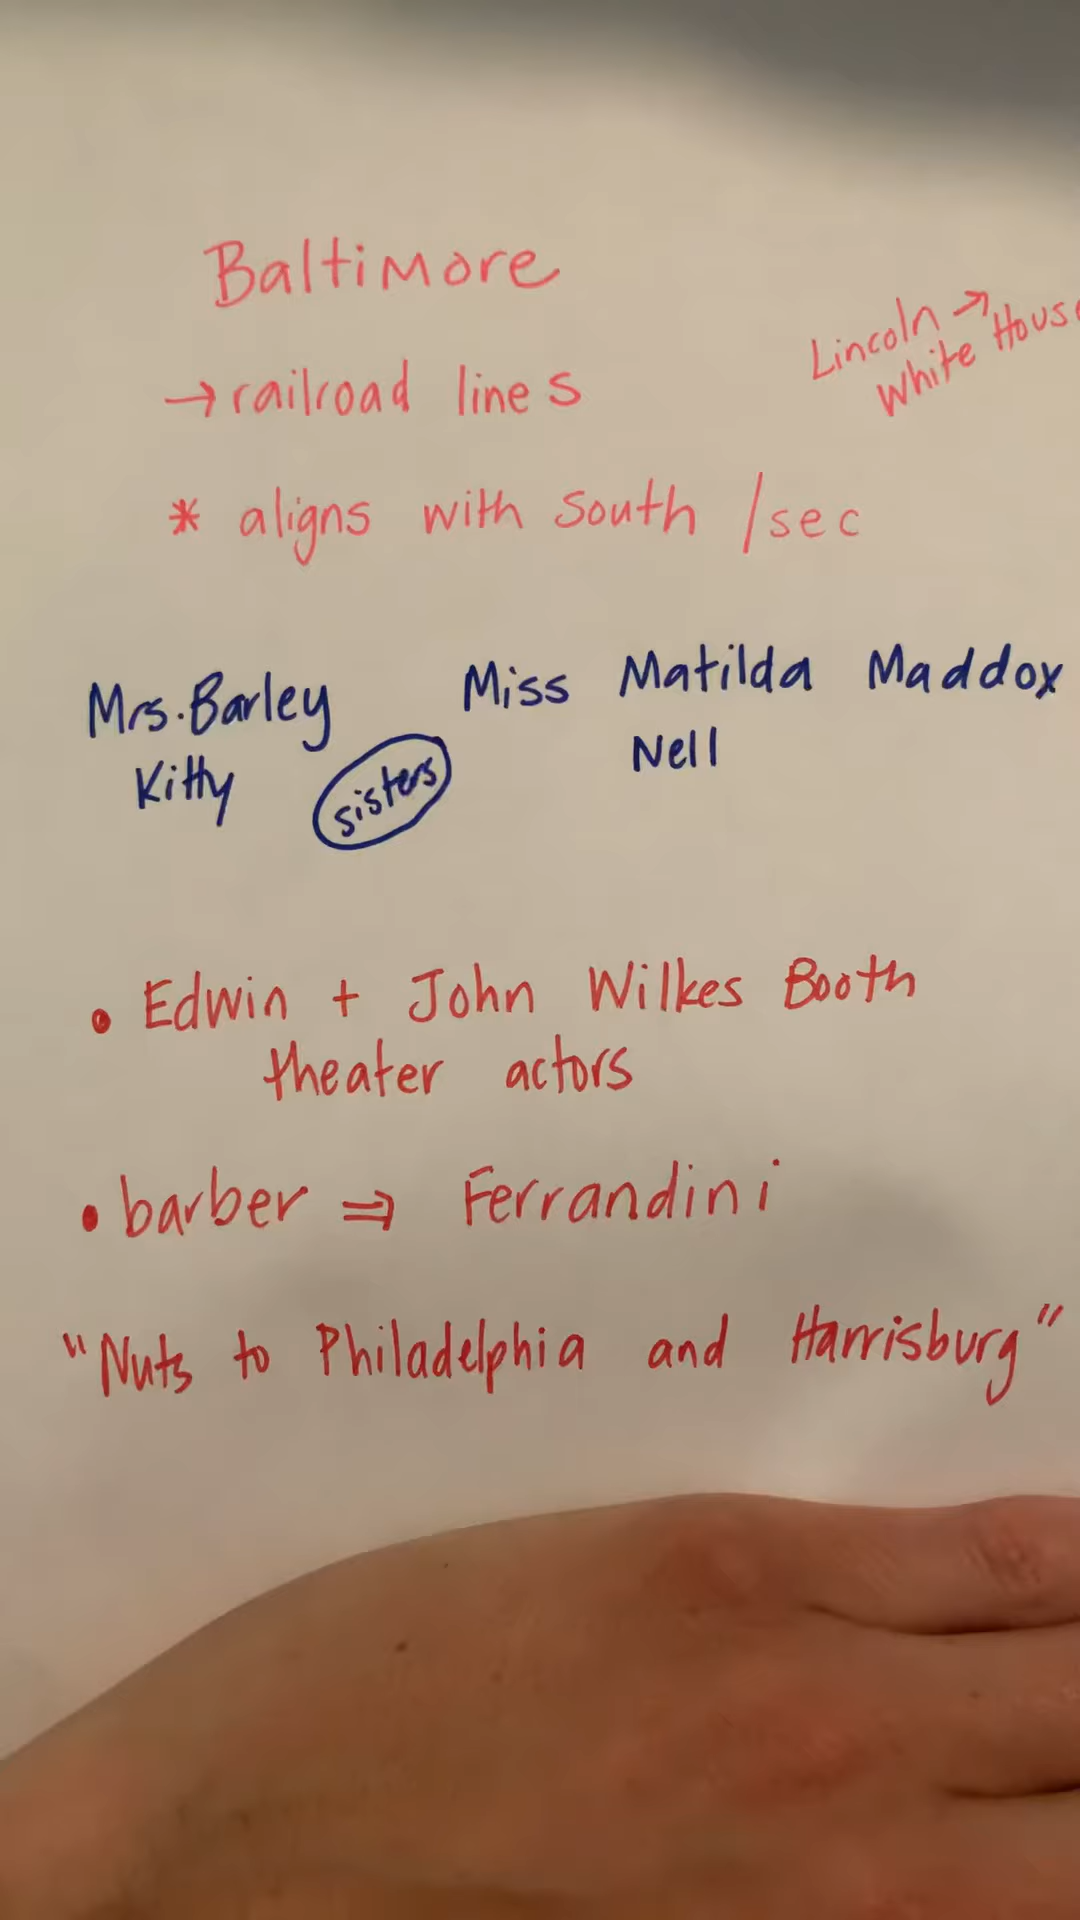 Baltimore
Lincoln → White House
→ railroad lines
* aligns with south / sec
Mrs. Barley Miss Matilda Maddox
Kitty sisters Nell
• Edwin + John Wilkes Booth
theater actors
• barber ⇒ Ferrandini
"Nuts to Philadelphia and Harrisburg"